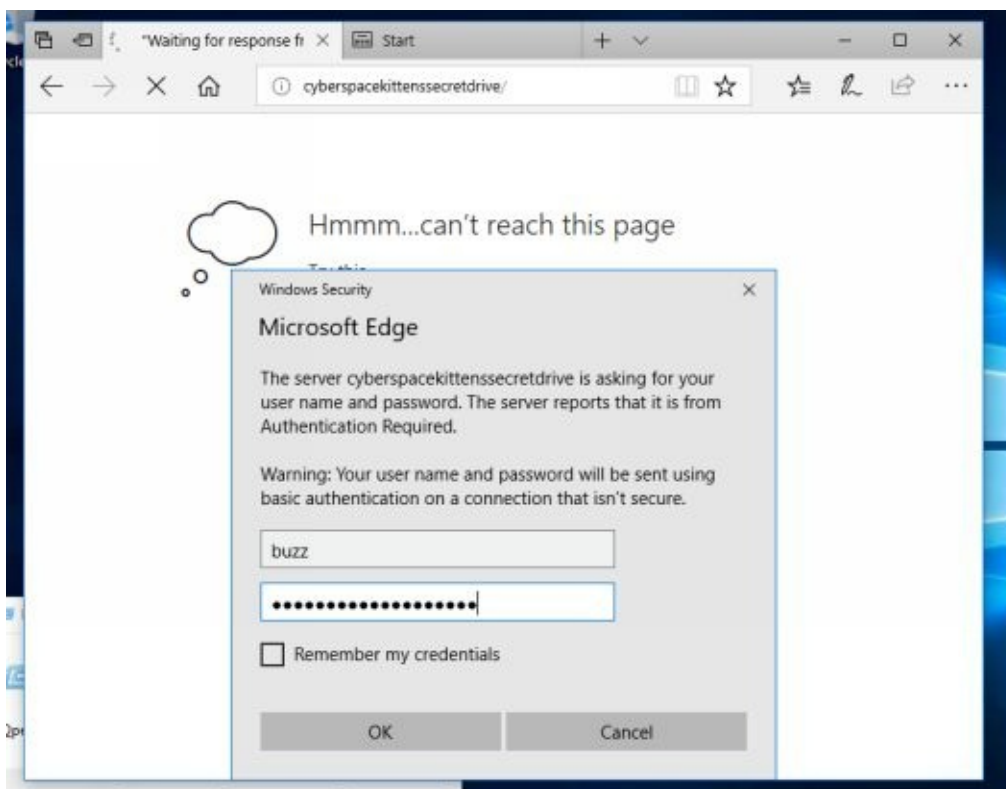 "Waiting for response fr
Start
cyberspacekittenssecretdrive/
Hmmm...can't reach this page
Windows Security
Microsoft Edge
The server cyberspacekittenssecretdrive is asking for your
user name and password. The server reports that it is from
Authentication Required.
Warning: Your user name and password will be sent using
basic authentication on a connection that isn't secure.
buzz
Remember my credentials
OK
Cancel